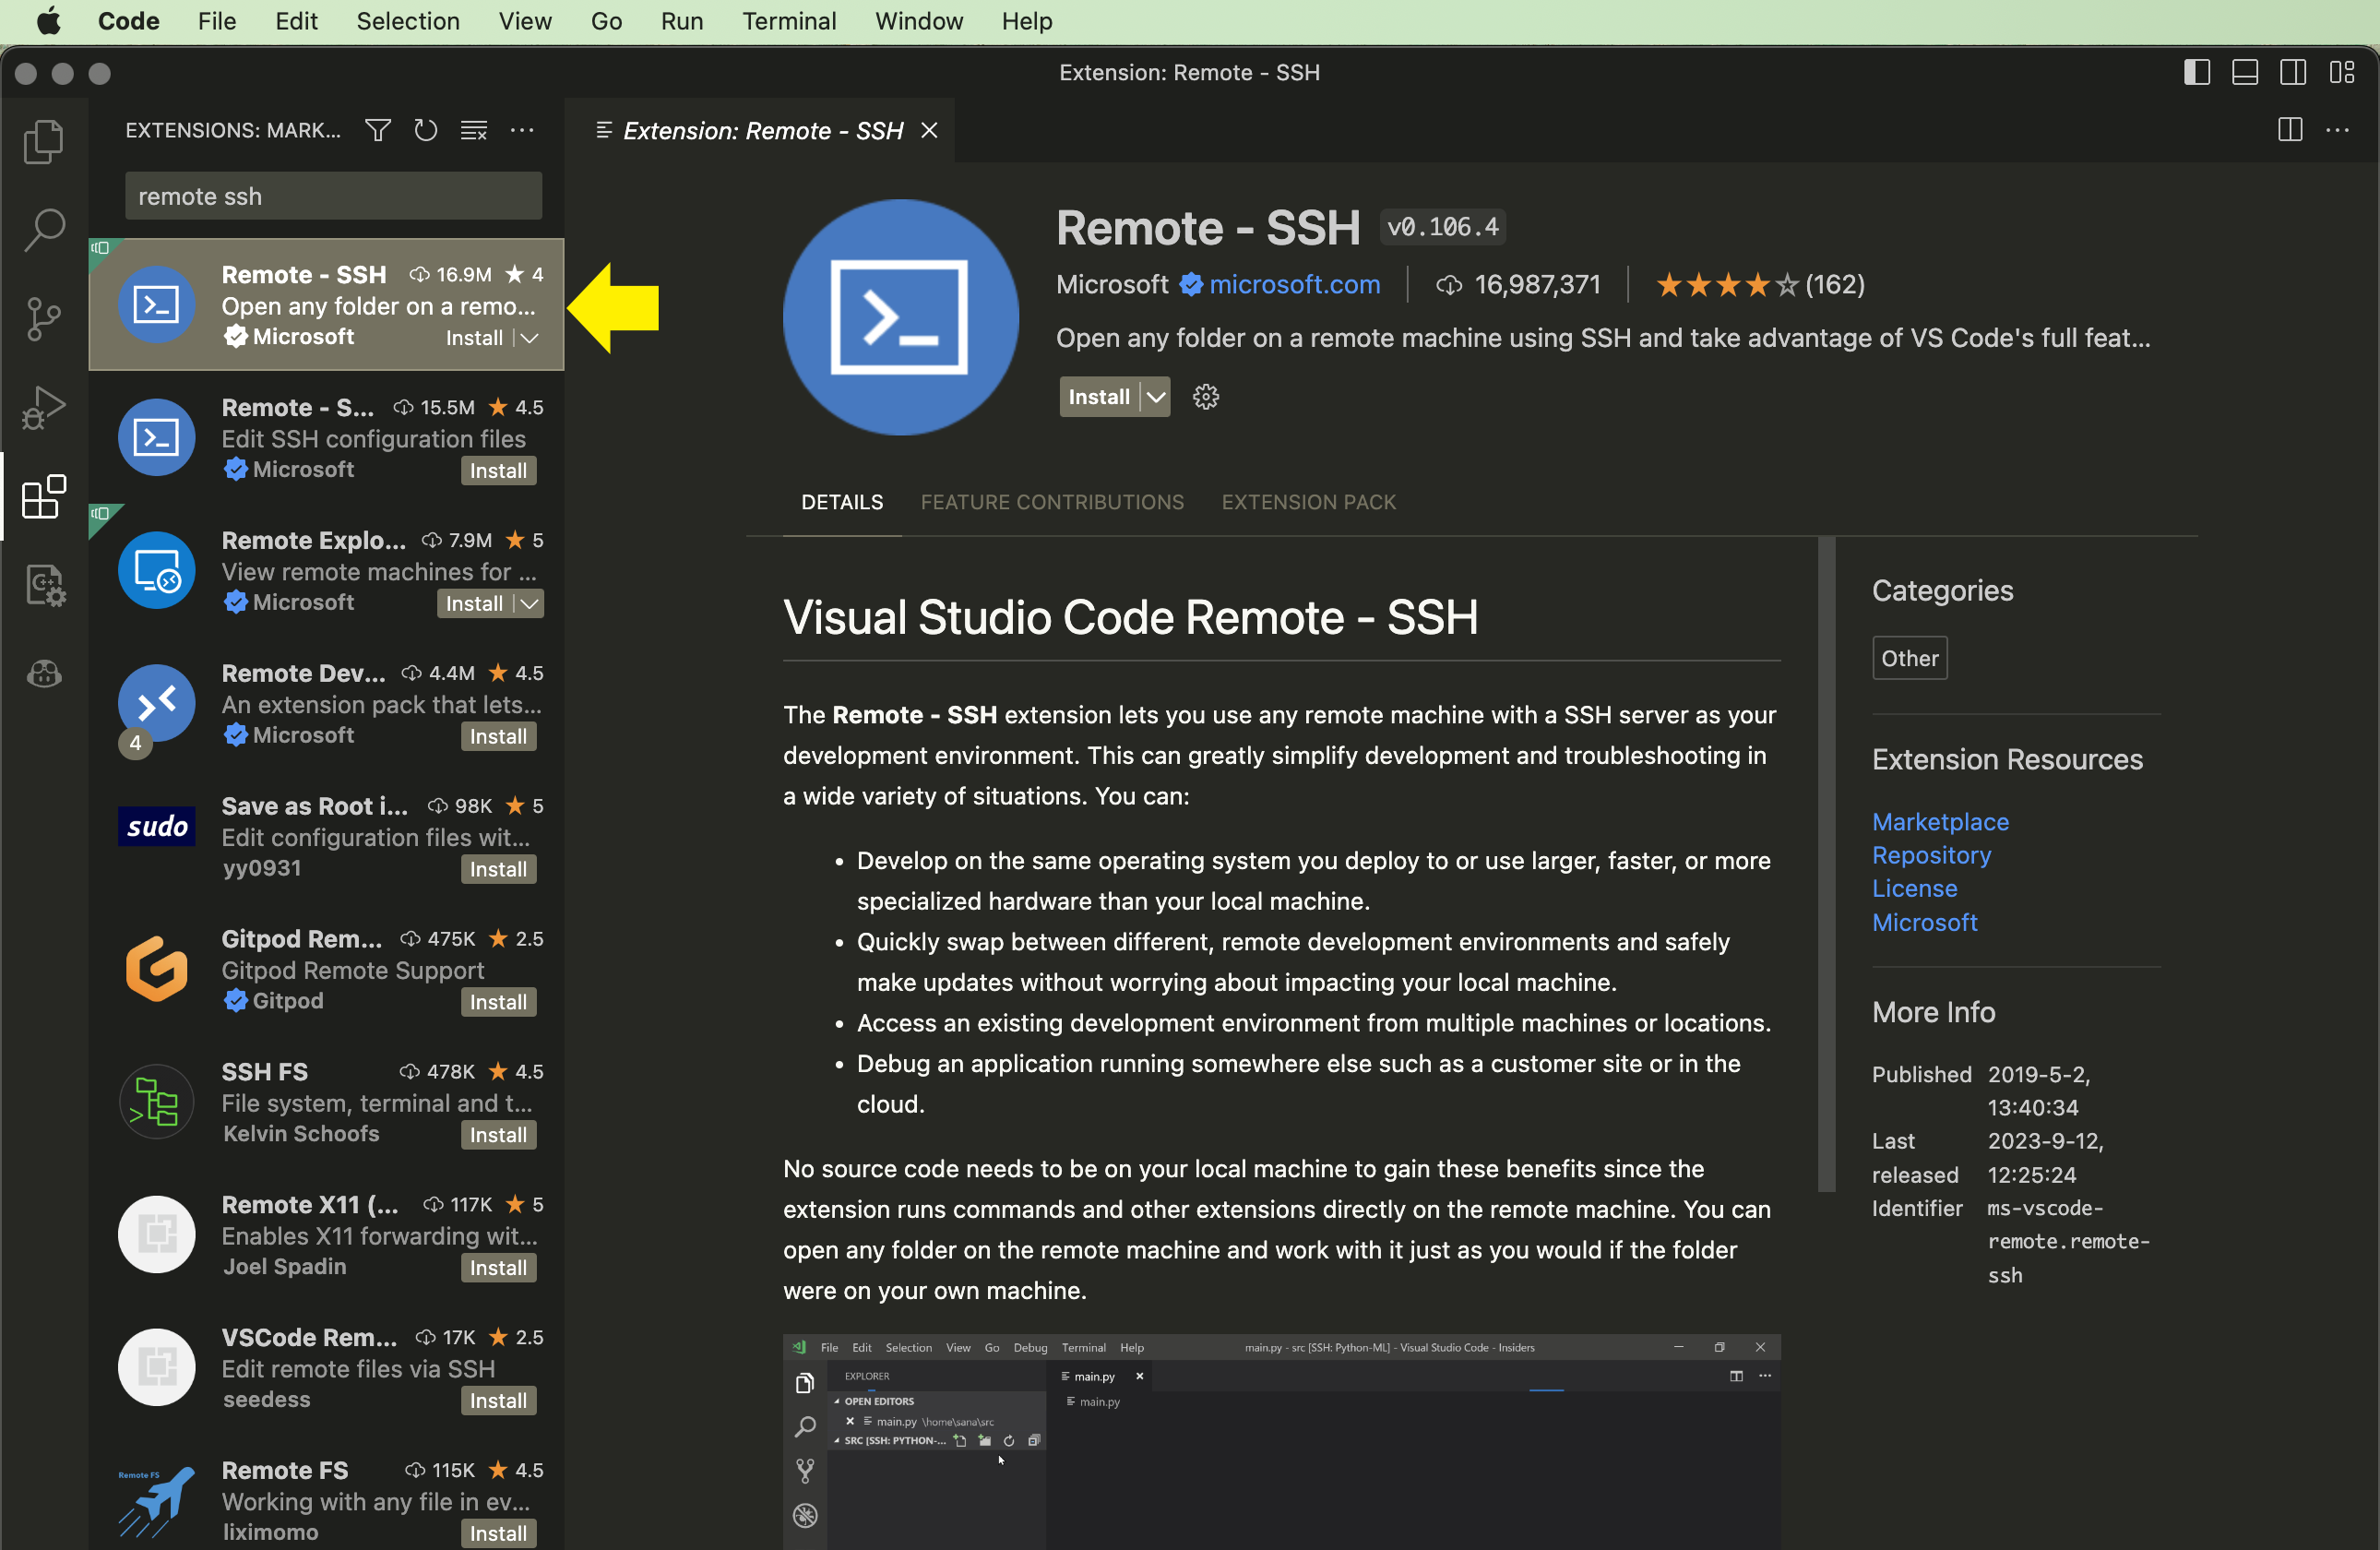 Code File Edit Selection View Go Run Terminal Window Help
Extension: Remote - SSH
EXTENSIONS: MARK...
remote ssh
Remote - SSH 16.9M ★ 4
Open any folder on a remo...
Microsoft Install
Remote - S... 15.5M ★ 4.5
Edit SSH configuration files
Microsoft Install
Remote Explo... 7.9M ★ 5
View remote machines for ...
Microsoft Install
Remote Dev... 4.4M ★ 4.5
An extension pack that lets...
4 Microsoft Install
Save as Root i... 98K ★ 5
sudo Edit configuration files wit...
yy0931 Install
Gitpod Rem... 475K ★ 2.5
Gitpod Remote Support
Gitpod Install
SSH FS 478K ★ 4.5
File system, terminal and t...
Kelvin Schoofs Install
Remote X11 (... 117K ★ 5
Enables X11 forwarding wit...
Joel Spadin Install
VSCode Rem... 17K ★ 2.5
Edit remote files via SSH
seedess Install
Remote FS 115K ★ 4.5
Remote FS
Working with any file in ev...
liximomo Install
Extension: Remote - SSH
Remote - SSH v0.106.4
Microsoft microsoft.com 16,987,371 ★★★★☆ (162)
Open any folder on a remote machine using SSH and take advantage of VS Code's full feat...
Install
DETAILS FEATURE CONTRIBUTIONS EXTENSION PACK
Visual Studio Code Remote - SSH
The Remote - SSH extension lets you use any remote machine with a SSH server as your
development environment. This can greatly simplify development and troubleshooting in
a wide variety of situations. You can:
• Develop on the same operating system you deploy to or use larger, faster, or more
specialized hardware than your local machine.
• Quickly swap between different, remote development environments and safely
make updates without worrying about impacting your local machine.
• Access an existing development environment from multiple machines or locations.
• Debug an application running somewhere else such as a customer site or in the
cloud.
No source code needs to be on your local machine to gain these benefits since the
extension runs commands and other extensions directly on the remote machine. You can
open any folder on the remote machine and work with it just as you would if the folder
were on your own machine.
File Edit Selection View Go Debug Terminal Help main.py - src [SSH: Python-ML] - Visual Studio Code - Insiders
EXPLORER
main.py
OPEN EDITORS
main.py
main.py \home\sana\src
SRC [SSH: PYTHON-...
Categories
Other
Extension Resources
Marketplace
Repository
License
Microsoft
More Info
Published 2019-5-2,
13:40:34
Last 2023-9-12,
released 12:25:24
Identifier ms-vscode-
remote.remote-
ssh